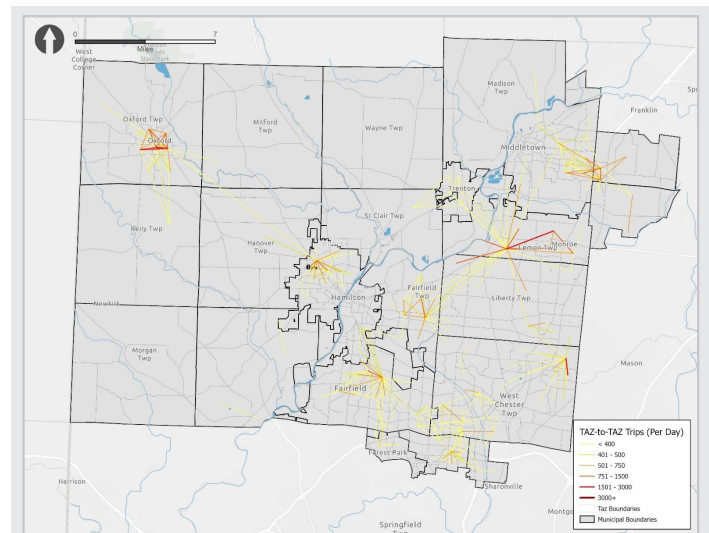 0 7
Miles
West
College
Corner
State Park
Madison
Twp
Franklin
Oxford Twp
Oxford
Milford
Twp
Wayne Twp
Middletown
Trenton
Reily Twp
St Clair Twp
Hanover
Twp
Lemon Twp
Monroe
Newkirk
Hamilton
Fairfield
Twp
Liberty Twp
Morgan
Twp
Mason
Fairfield
West
Chester
Twp
Forest Park
Harrison
Sharonville
Springfield
TAZ-to-TAZ Trips (Per Day)
< 400
401 - 500
501 - 750
751 - 1500
1501 - 3000
3000+
Taz Boundaries
Municipal Boundaries